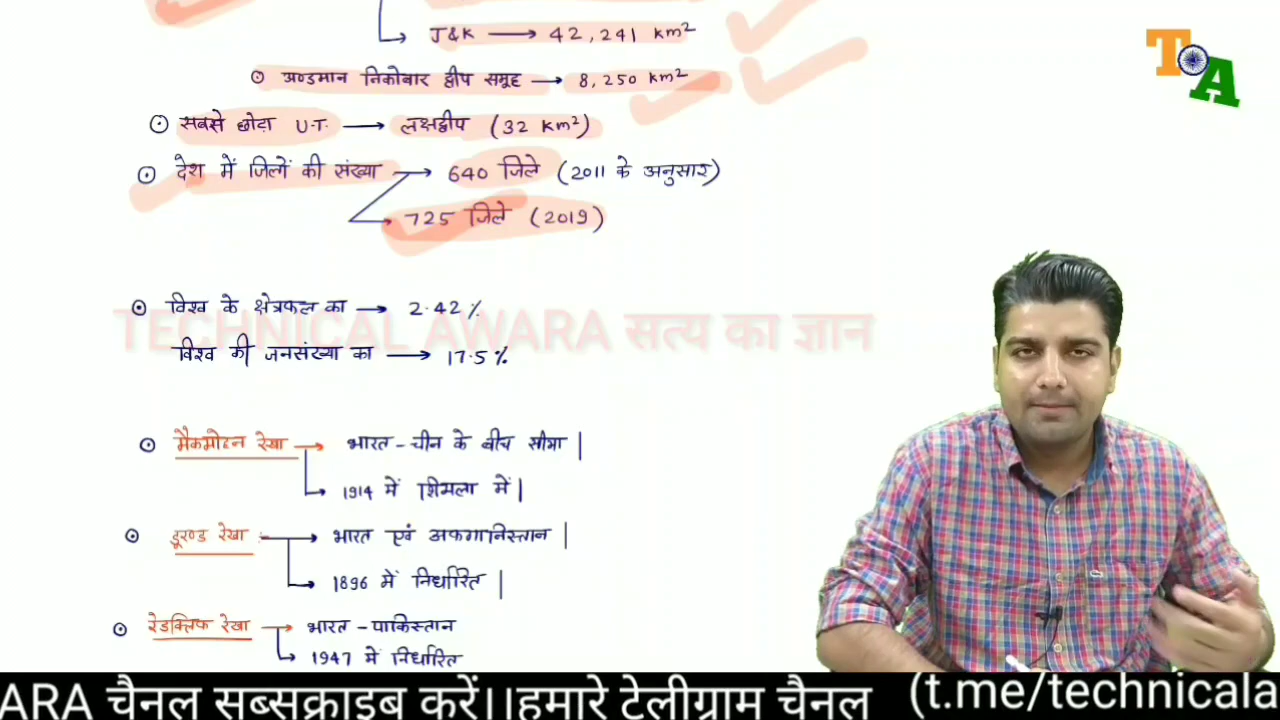 J&K → 42,241 km²
⊙ अण्डमान निकोबार द्वीप समूह → 8,250 km²
⊙ सबसे छोटा U.T. → लक्षद्वीप (32 km²)
⊙ देश में जिलों की संख्या → 640 जिले (2011 के अनुसार)
→ 725 जिले (2019)
⊙ विश्व के क्षेत्रफल का → 2.42%
TECHNICAL AWARA सत्य का ज्ञान
विश्व की जनसंख्या का → 17.5%
⊙ मैकमोहन रेखा → भारत-चीन के बीच सीमा |
→ 1914 में शिमला में |
⊙ डूरण्ड रेखा :- → भारत एवं अफगानिस्तान |
→ 1896 में निर्धारित |
⊙ रेडक्लिफ रेखा → भारत-पाकिस्तान
→ 1947 में निर्धारित
TA
ARA चैनल सब्सक्राइब करें।।हमारे टेलीग्राम चैनल (t.me/technicala